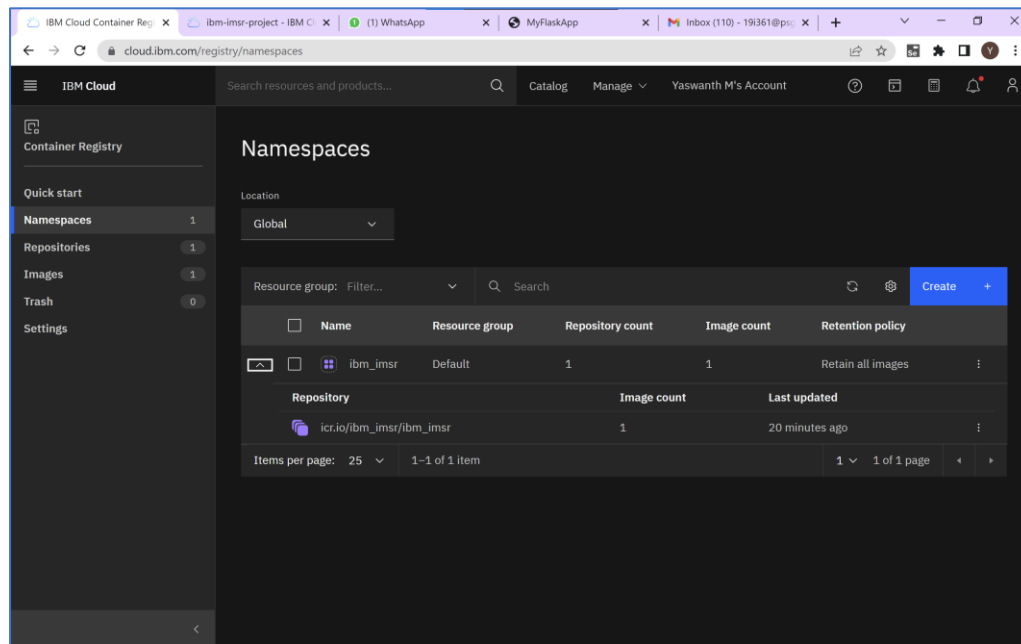 IBM Cloud Container Regi
ibm-imsr-project - IBM Cl
(1) WhatsApp
MyFlaskApp
Inbox (110) - 19i361@psg
cloud.ibm.com/registry/namespaces
Se
Y
IBM Cloud
Search resources and products...
Catalog
Manage
Yaswanth M's Account
Container Registry
Quick start
Namespaces 1
Repositories 1
Images 1
Trash 0
Settings
Namespaces
Location
Global
Resource group: Filter...
Search
Create +
Name Resource group Repository count Image count Retention policy
ibm_imsr Default 1 1 Retain all images
Repository Image count Last updated
icr.io/ibm_imsr/ibm_imsr 1 20 minutes ago
Items per page: 25 1–1 of 1 item 1 1 of 1 page